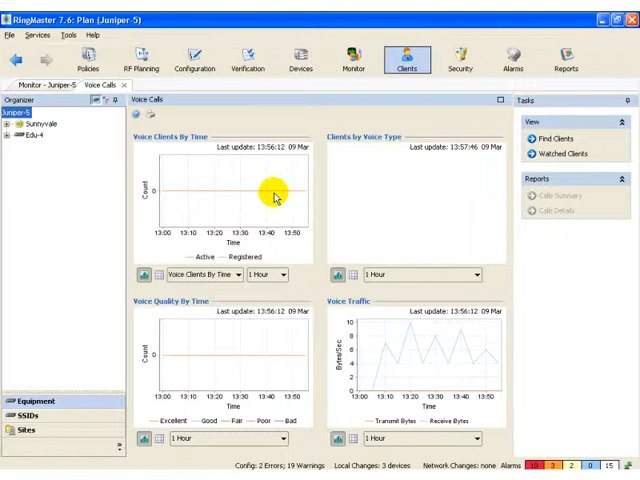 RingMaster 7.6: Plan (Juniper-5)
File Services Tools Help
Policies RF Planning Configuration Verification Devices Monitor Clients Security Alarms Reports
Monitor - Juniper-5 Voice Calls
Organizer
Juniper-5
Sunnyvale
Edu-4
Equipment
SSIDs
Sites
Voice Calls
Voice Clients By Time
Last update: 13:56:12 09 Mar
Count
0
13:00 13:10 13:20 13:30 13:40 13:50
Time
Active Registered
Voice Clients By Time 1 Hour
Clients by Voice Type
Last update: 13:57:46 09 Mar
1 Hour
Voice Quality By Time
Last update: 13:56:12 09 Mar
Count
0
13:00 13:10 13:20 13:30 13:40 13:50
Time
Excellent Good Fair Poor Bad
1 Hour
Voice Traffic
Last update: 13:56:12 09 Mar
Bytes/Sec
10
8
6
4
2
0
13:00 13:10 13:20 13:30 13:40 13:50
Time
Transmit Bytes Receive Bytes
1 Hour
Tasks
View
Find Clients
Watched Clients
Reports
Calls Summary
Calls Details
Config: 2 Errors; 19 Warnings Local Changes: 3 devices Network Changes: none Alarms 10 3 2 0 15